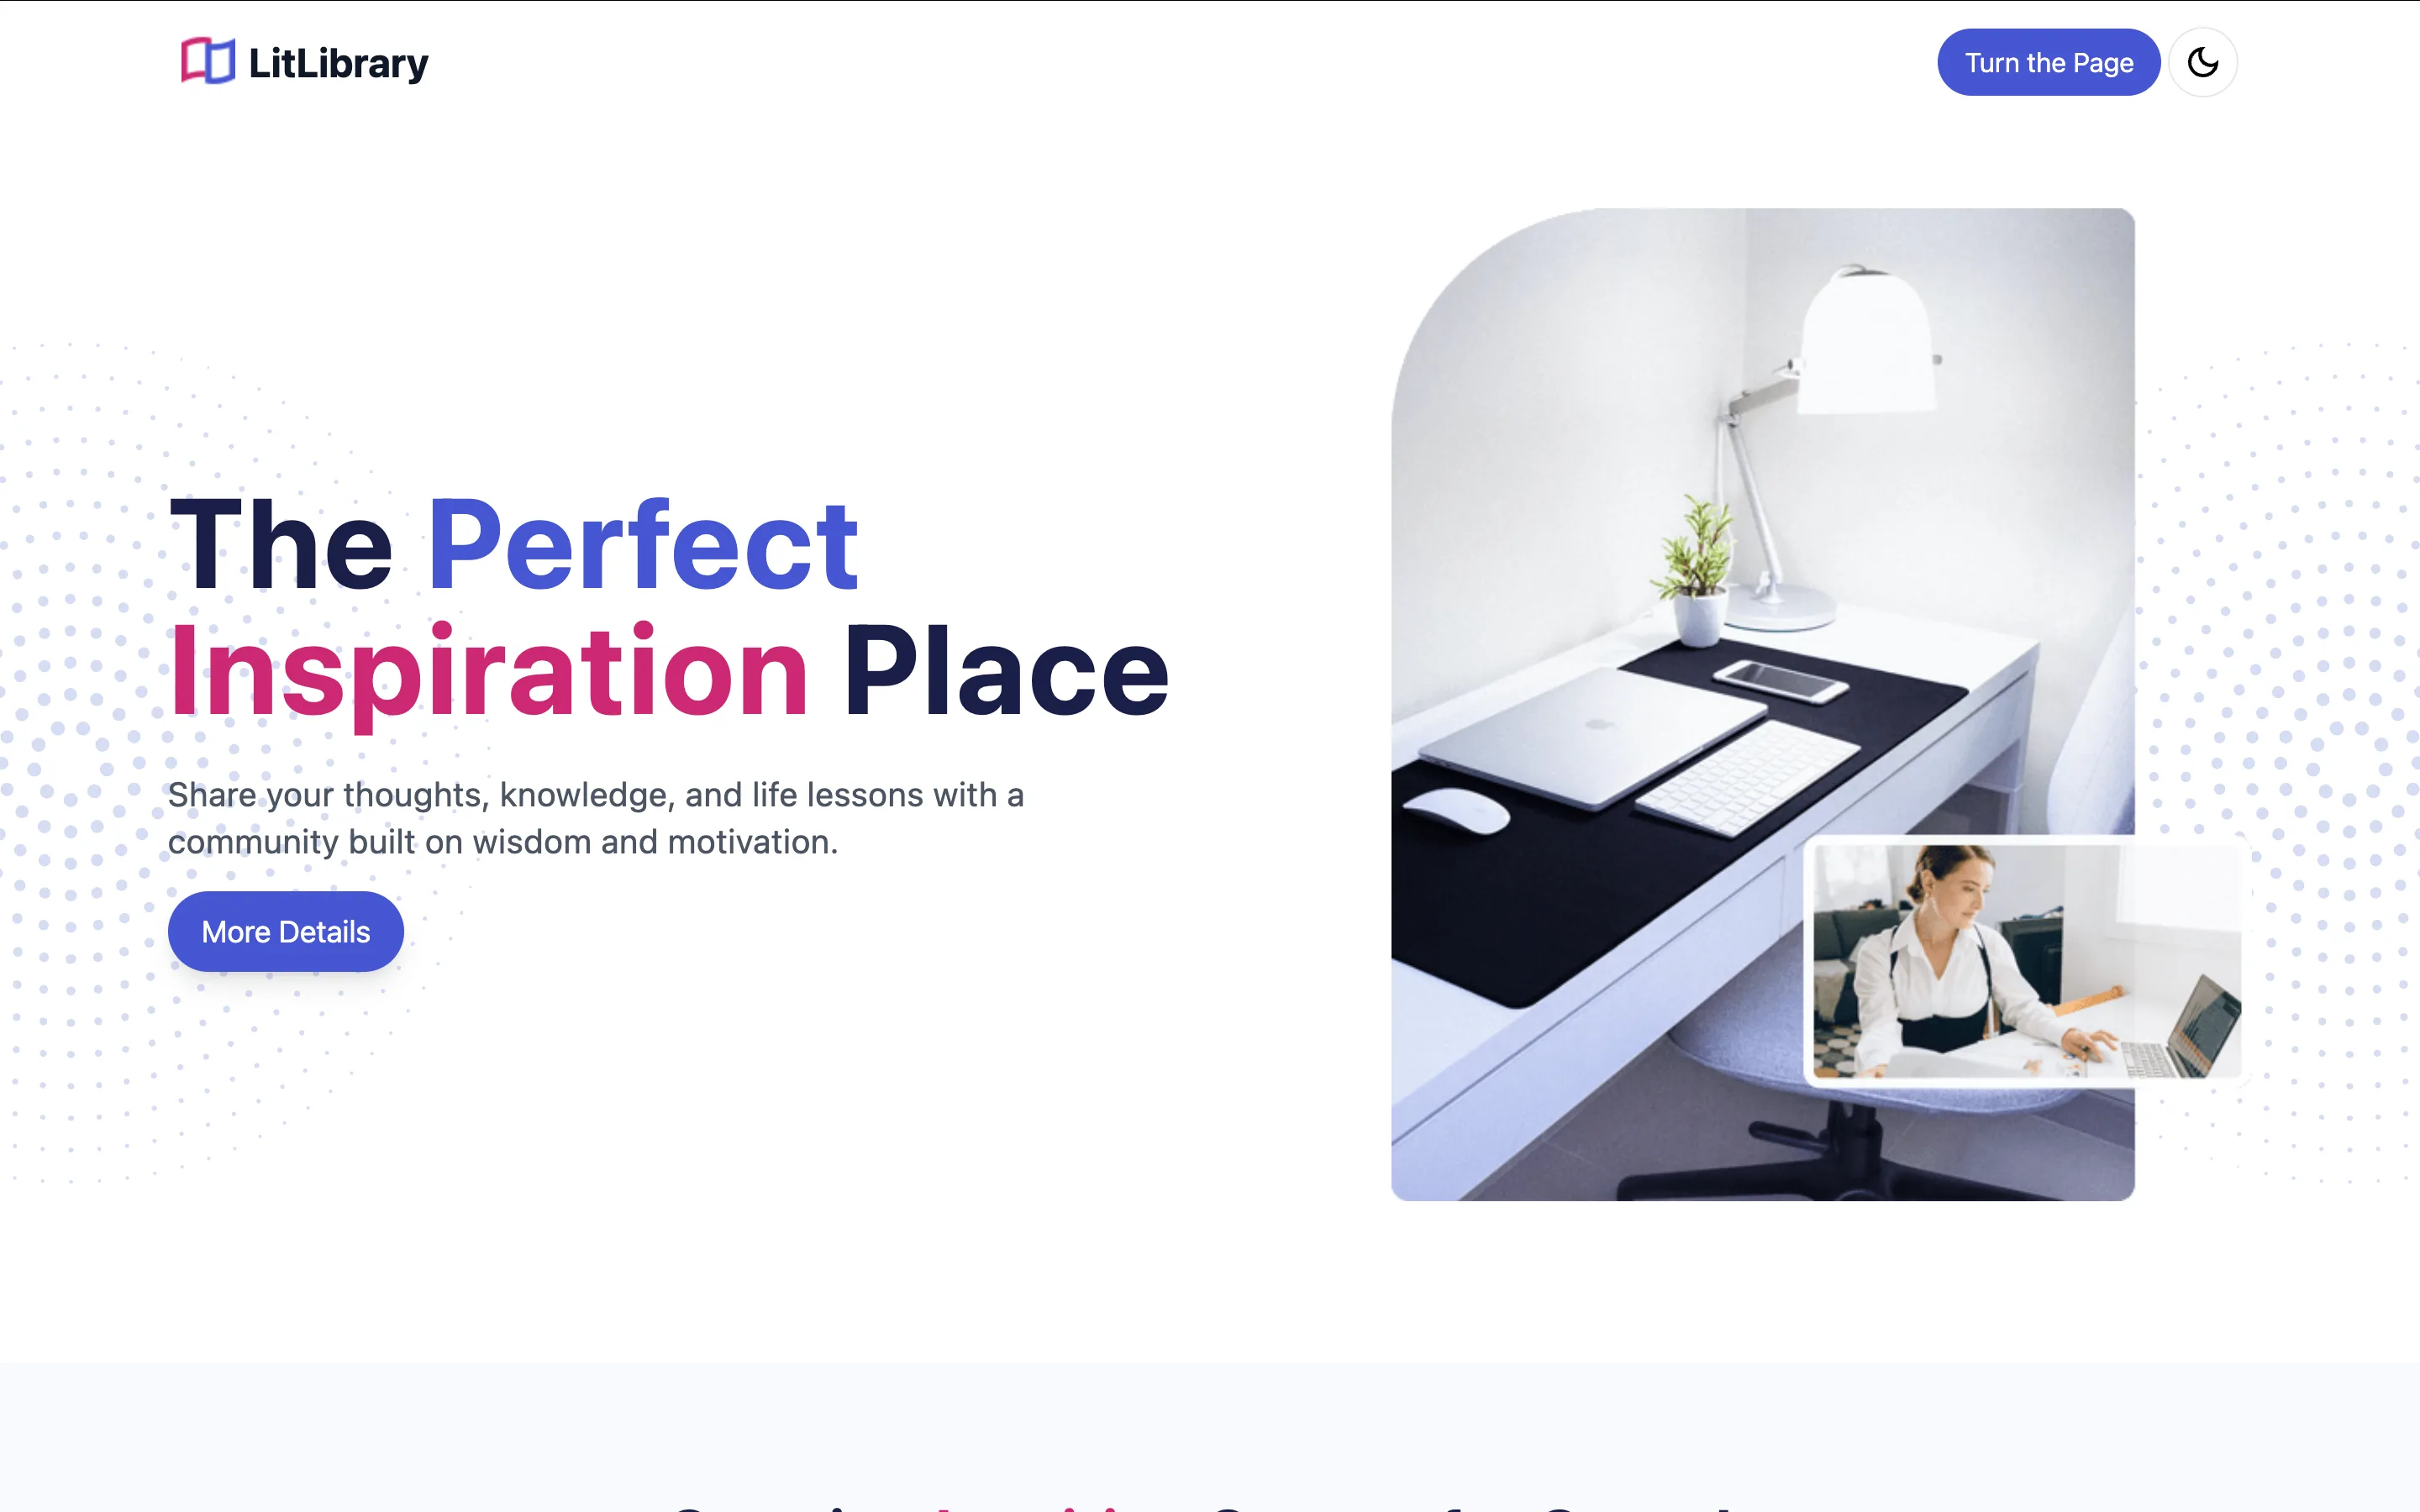 LitLibrary
Turn the Page
The Perfect
Inspiration Place
Share your thoughts, knowledge, and life lessons with a
community built on wisdom and motivation.
More Details